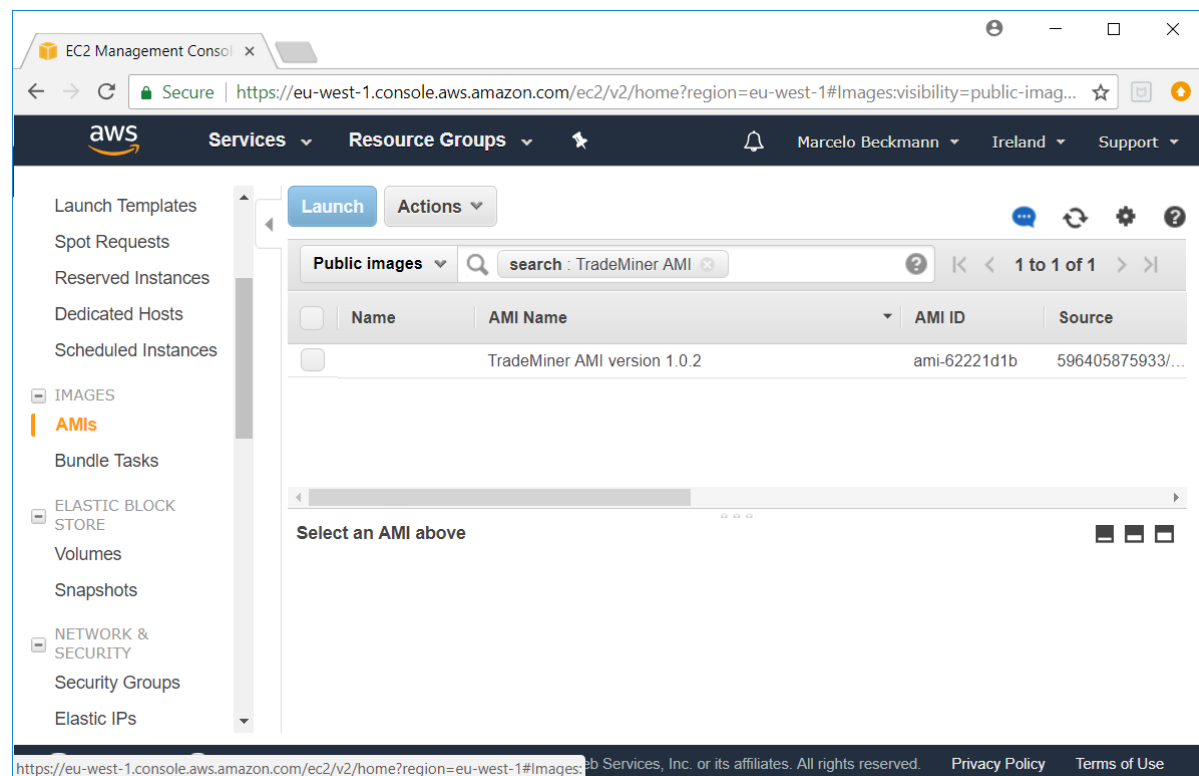 EC2 Management Consol
Secure https://eu-west-1.console.aws.amazon.com/ec2/v2/home?region=eu-west-1#Images:visibility=public-imag...
aws Services Resource Groups Marcelo Beckmann Ireland Support
Launch Templates
Spot Requests
Reserved Instances
Dedicated Hosts
Scheduled Instances
IMAGES
AMIs
Bundle Tasks
ELASTIC BLOCK
STORE
Volumes
Snapshots
NETWORK &
SECURITY
Security Groups
Elastic IPs
Launch Actions
Public images search : TradeMiner AMI 1 to 1 of 1
Name AMI Name AMI ID Source
TradeMiner AMI version 1.0.2 ami-62221d1b 596405875933/...
Select an AMI above
https://eu-west-1.console.aws.amazon.com/ec2/v2/home?region=eu-west-1#Images:
eb Services, Inc. or its affiliates. All rights reserved. Privacy Policy Terms of Use